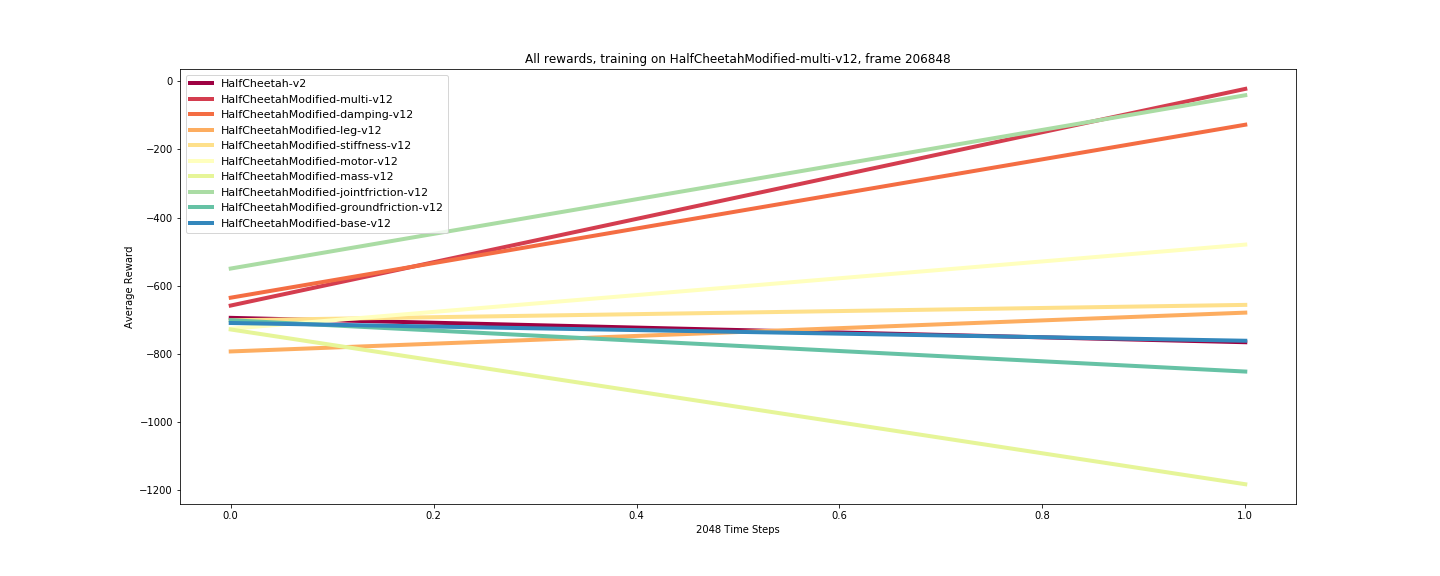 All rewards, training on HalfCheetahModified-multi-v12, frame 206848
HalfCheetah-v2
HalfCheetahModified-multi-v12
HalfCheetahModified-damping-v12
HalfCheetahModified-leg-v12
HalfCheetahModified-stiffness-v12
HalfCheetahModified-motor-v12
HalfCheetahModified-mass-v12
HalfCheetahModified-jointfriction-v12
HalfCheetahModified-groundfriction-v12
HalfCheetahModified-base-v12
Average Reward
0
−200
−400
−600
−800
−1000
−1200
0.0 0.2 0.4 0.6 0.8 1.0
2048 Time Steps